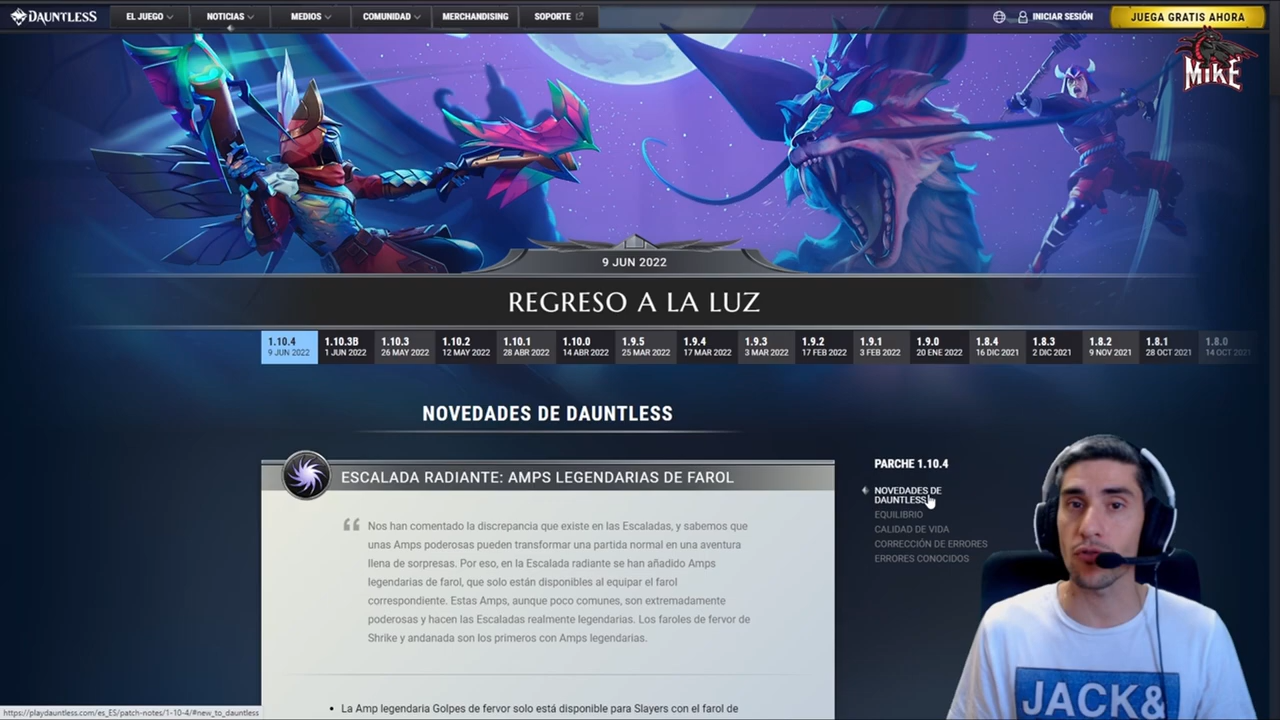 DAUNTLESS
EL JUEGO
NOTICIAS
MEDIOS
COMUNIDAD
MERCHANDISING
SOPORTE
INICIAR SESIÓN
JUEGA GRATIS AHORA
MIKE
9 JUN 2022
REGRESO A LA LUZ
1.10.4 1.10.3B 1.10.3 1.10.2 1.10.1 1.10.0 1.9.5 1.9.4 1.9.3 1.9.2 1.9.1 1.9.0 1.8.4 1.8.3 1.8.2 1.8.1 1.8.0
9 JUN 2022 1 JUN 2022 26 MAY 2022 12 MAY 2022 28 ABR 2022 14 ABR 2022 25 MAR 2022 17 MAR 2022 3 MAR 2022 17 FEB 2022 3 FEB 2022 20 ENE 2022 16 DIC 2021 2 DIC 2021 9 NOV 2021 28 OCT 2021 14 OCT 2021
NOVEDADES DE DAUNTLESS
ESCALADA RADIANTE: AMPS LEGENDARIAS DE FAROL
Nos han comentado la discrepancia que existe en las Escaladas, y sabemos que
unas Amps poderosas pueden transformar una partida normal en una aventura
llena de sorpresas. Por eso, en la Escalada radiante se han añadido Amps
legendarias de farol, que solo están disponibles al equipar el farol
correspondiente. Estas Amps, aunque poco comunes, son extremadamente
poderosas y hacen las Escaladas realmente legendarias. Los faroles de fervor de
Shrike y andanada son los primeros con Amps legendarias.
• La Amp legendaria Golpes de fervor solo está disponible para Slayers con el farol de
PARCHE 1.10.4
NOVEDADES DE
DAUNTLESS
EQUILIBRIO
CALIDAD DE VIDA
CORRECCIÓN DE ERRORES
ERRORES CONOCIDOS
JACK&
https://playdauntless.com/es_ES/patch-notes/1-10-4/#new_to_dauntless